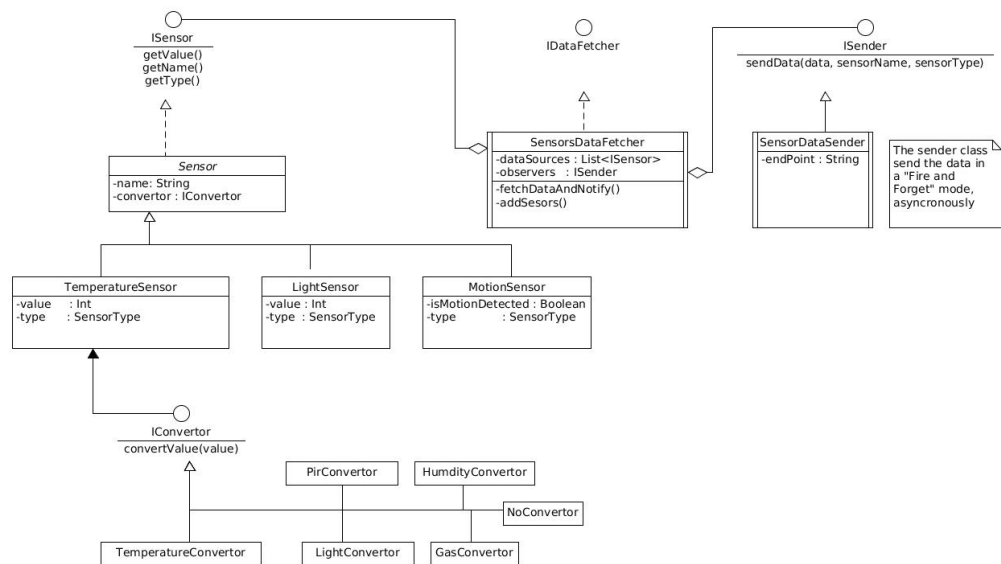 ISensor
getValue()
getName()
getType()
IDataFetcher
ISender
sendData(data, sensorName, sensorType)
Sensor
-name: String
-convertor : IConvertor
SensorsDataFetcher
-dataSources : List<ISensor>
-observers : ISender
-fetchDataAndNotify()
-addSesors()
SensorDataSender
-endPoint : String
The sender class
send the data in
a "Fire and
Forget" mode,
asyncronously
TemperatureSensor
-value : Int
-type : SensorType
LightSensor
-value : Int
-type : SensorType
MotionSensor
-isMotionDetected : Boolean
-type : SensorType
IConvertor
convertValue(value)
PirConvertor
HumdityConvertor
NoConvertor
TemperatureConvertor
LightConvertor
GasConvertor